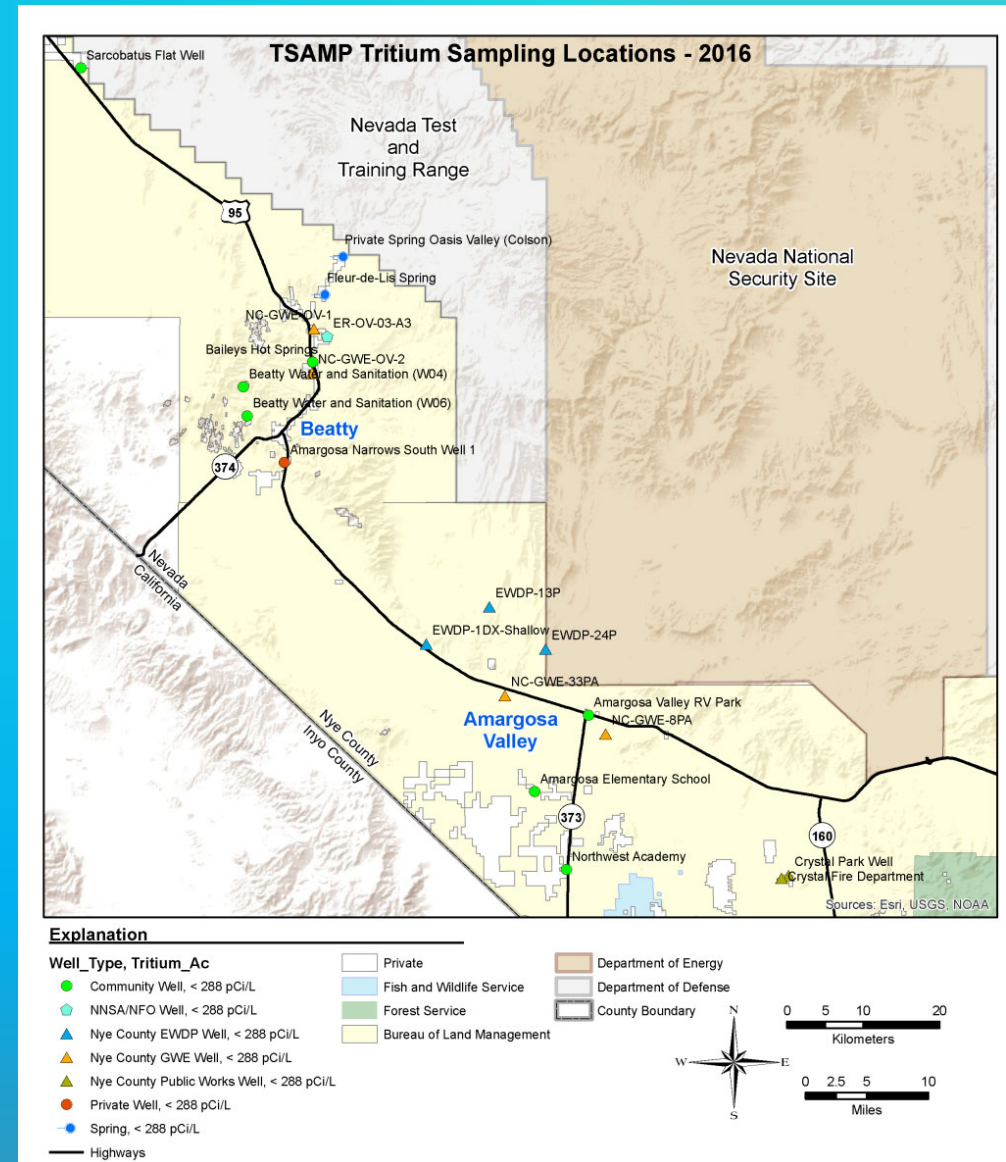 TSAMP Tritium Sampling Locations - 2016
Sarcobatus Flat Well
Nevada Test
and
Training Range
95
Private Spring Oasis Valley (Colson)
Nevada National
Security Site
Fleur-de-Lis Spring
NC-GWE-OV-1
ER-OV-03-A3
Baileys Hot Springs
NC-GWE-OV-2
Beatty Water and Sanitation (W04)
Beatty Water and Sanitation (W06)
Beatty
Amargosa Narrows South Well 1
374
Nevada
California
EWDP-13P
EWDP-1DX-Shallow
EWDP-24P
NC-GWE-33PA
Amargosa Valley RV Park
Nye County
Inyo County
Amargosa
Valley
NC-GWE-8PA
Amargosa Elementary School
373
160
Northwest Academy
Crystal Park Well
Crystal Fire Department
Sources: Esri, USGS, NOAA
Explanation
Well_Type, Tritium_Ac
Community Well, < 288 pCi/L
NNSA/NFO Well, < 288 pCi/L
Nye County EWDP Well, < 288 pCi/L
Nye County GWE Well, < 288 pCi/L
Nye County Public Works Well, < 288 pCi/L
Private Well, < 288 pCi/L
Spring, < 288 pCi/L
Highways
Private
Fish and Wildlife Service
Forest Service
Bureau of Land Management
Department of Energy
Department of Defense
County Boundary
N
W E
S
0 5 10 20
Kilometers
0 2.5 5 10
Miles